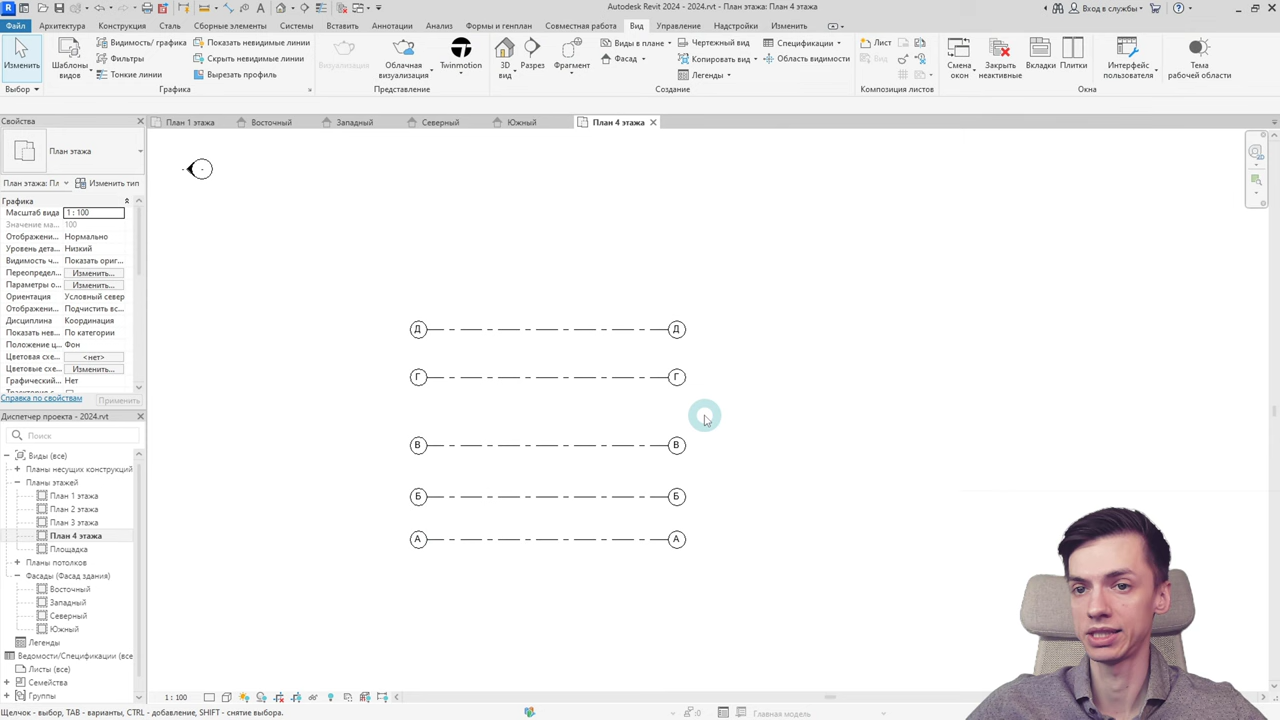 Autodesk Revit 2024 - 2024.rvt - План этажа: План 4 этажа
Вход в службы
Файл Архитектура Конструкция Сталь Сборные элементы Системы Вставить Аннотации Анализ Формы и генплан Совместная работа Вид Управление Надстройки Изменить
Изменить
Шаблоны видов
Видимость/ графика
Фильтры
Тонкие линии
Показать невидимые линии
Скрыть невидимые линии
Вырезать профиль
Визуализация
Облачная визуализация
Twinmotion
3D вид
Разрез
Фрагмент
Виды в плане
Фасад
Чертежный вид
Копировать вид
Легенды
Спецификации
Область видимости
Лист
Вид
Смена окон
Закрыть неактивные
Вкладки
Плитки
Интерфейс пользователя
Тема рабочей области
Выбор Графика Представление Создание Композиция листов Окна
План 1 этажа Восточный Западный Северный Южный План 4 этажа
Свойства
План этажа
План этажа: Пл Изменить тип
Графика
Масштаб вида 1 : 100
Значение ма... 100
Отображени... Нормально
Уровень дета... Низкий
Видимость ч... Показать ориг...
Переопредел... Изменить...
Параметры о... Изменить...
Ориентация Условный север
Отображени... Подчистить вс...
Дисциплина Координация
Показать нев... По категории
Положение ц... Фон
Цветовая схе... <нет>
Цветовые схе... Изменить...
Графический... Нет
Справка по свойствам Применить
Диспетчер проекта - 2024.rvt
Поиск
Виды (все)
Планы несущих конструкций
Планы этажей
План 1 этажа
План 2 этажа
План 3 этажа
План 4 этажа
Площадка
Планы потолков
Фасады (Фасад здания)
Восточный
Западный
Северный
Южный
Легенды
Ведомости/Спецификации (все
Листы (все)
Семейства
Группы
Д Д
Г Г
В В
Б Б
А А
1 : 100
Щелчок - выбор, TAB - варианты, CTRL - добавление, SHIFT - снятие выбора.
:0
Главная модель